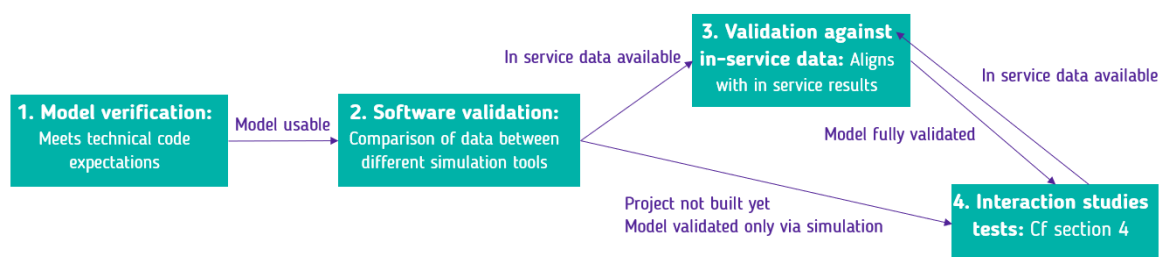 1. Model verification:
Meets technical code
expectations
Model usable
2. Software validation:
Comparison of data between
different simulation tools
In service data available
3. Validation against
in-service data: Aligns
with in service results
In service data available
Model fully validated
Project not built yet
Model validated only via simulation
4. Interaction studies
tests: Cf section 4